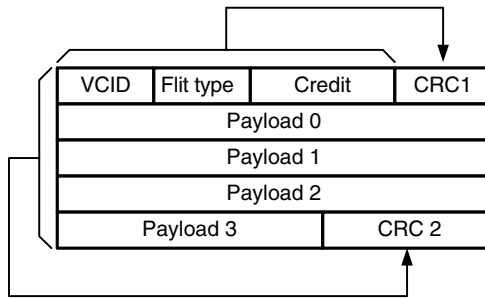 VCID Flit type Credit CRC1
Payload 0
Payload 1
Payload 2
Payload 3 CRC 2